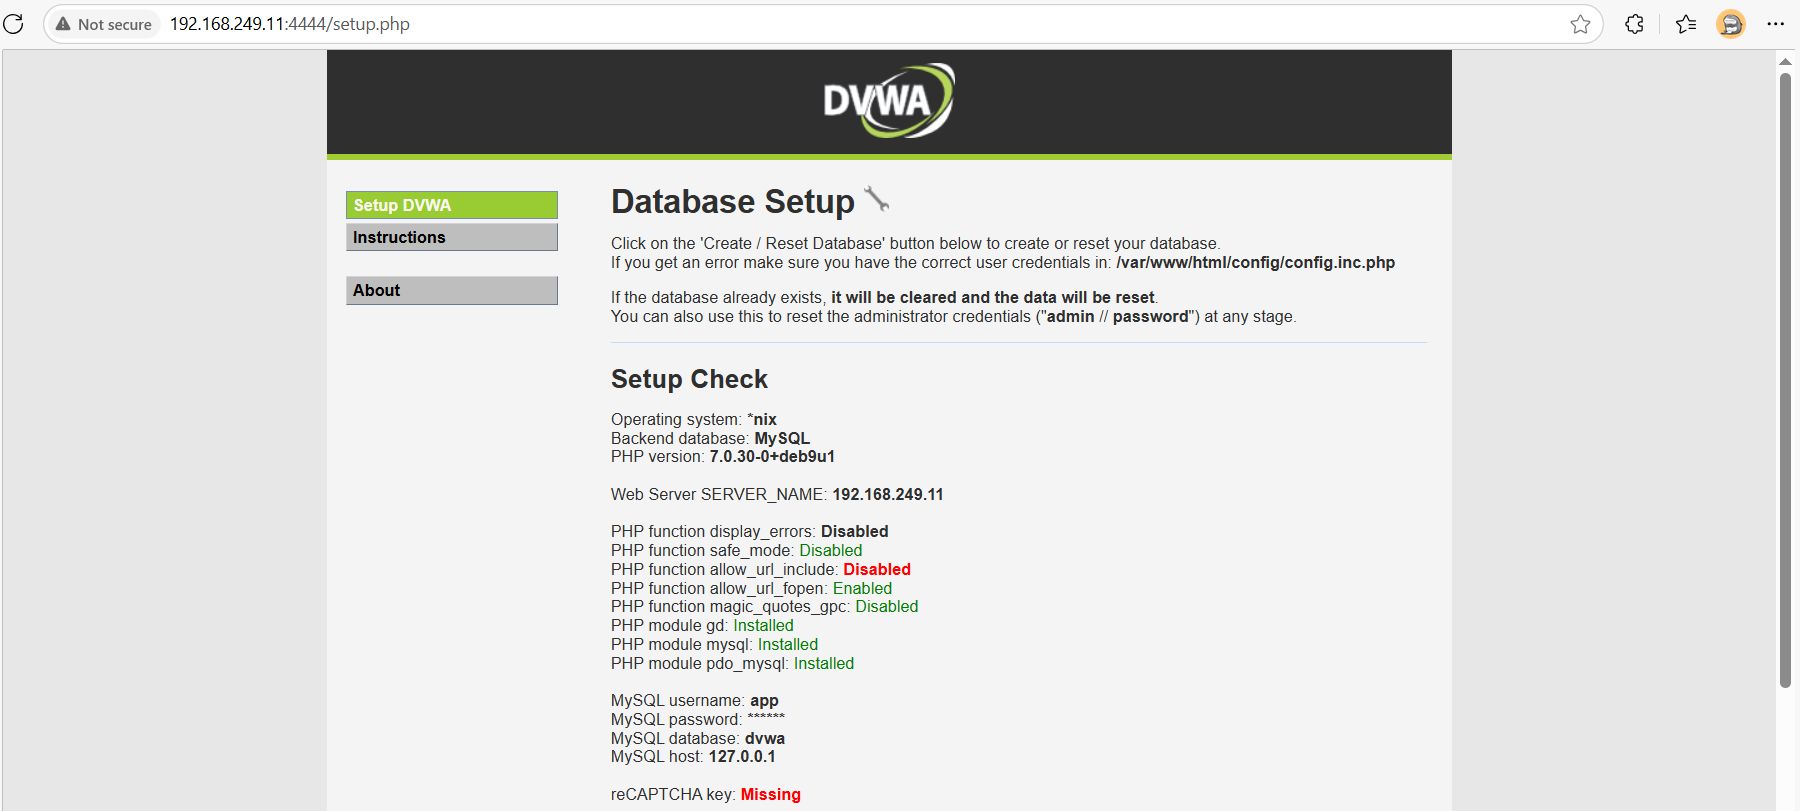 Not secure
192.168.249.11:4444/setup.php
DVWA
Setup DVWA
Instructions
About
Database Setup
Click on the 'Create / Reset Database' button below to create or reset your database.
If you get an error make sure you have the correct user credentials in: /var/www/html/config/config.inc.php
If the database already exists, it will be cleared and the data will be reset.
You can also use this to reset the administrator credentials ("admin // password") at any stage.
Setup Check
Operating system: *nix
Backend database: MySQL
PHP version: 7.0.30-0+deb9u1
Web Server SERVER_NAME: 192.168.249.11
PHP function display_errors: Disabled
PHP function safe_mode: Disabled
PHP function allow_url_include: Disabled
PHP function allow_url_fopen: Enabled
PHP function magic_quotes_gpc: Disabled
PHP module gd: Installed
PHP module mysql: Installed
PHP module pdo_mysql: Installed
MySQL username: app
MySQL password: ******
MySQL database: dvwa
MySQL host: 127.0.0.1
reCAPTCHA key: Missing